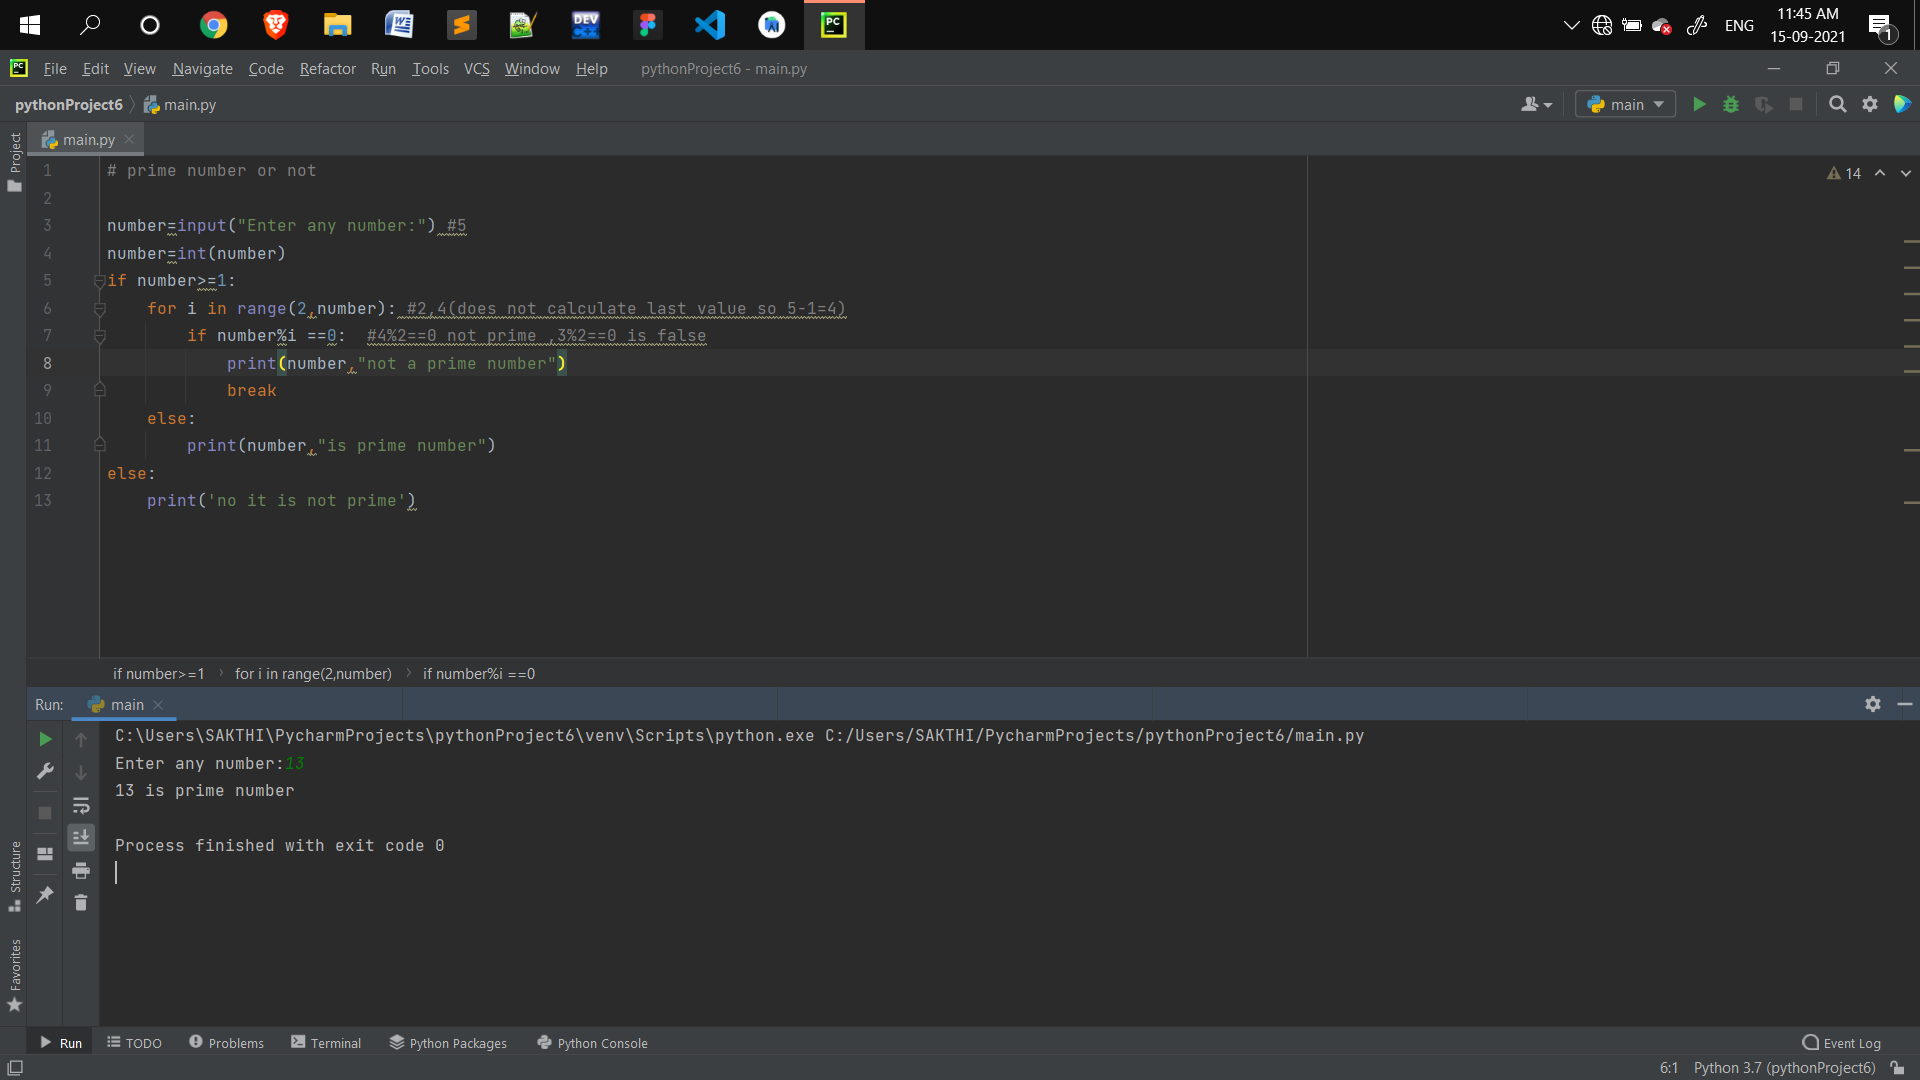 DEV
C++
PC
ENG
11:45 AM
15-09-2021
1
PC
File Edit View Navigate Code Refactor Run Tools VCS Window Help pythonProject6 - main.py
pythonProject6 main.py
main
main.py
Project
14
1 # prime number or not
2
3 number=input("Enter any number:") #5
4 number=int(number)
5 if number>=1:
6     for i in range(2,number): #2,4(does not calculate last value so 5-1=4)
7         if number%i ==0:  #4%2==0 not prime ,3%2==0 is false
8             print(number,"not a prime number")
9             break
10     else:
11         print(number,"is prime number")
12 else:
13     print('no it is not prime')
if number>=1 for i in range(2,number) if number%i ==0
Run: main
C:\Users\SAKTHI\PycharmProjects\pythonProject6\venv\Scripts\python.exe C:/Users/SAKTHI/PycharmProjects/pythonProject6/main.py
Enter any number:13
13 is prime number
Process finished with exit code 0
Structure
Favorites
Run TODO Problems Terminal Python Packages Python Console Event Log
6:1 Python 3.7 (pythonProject6)